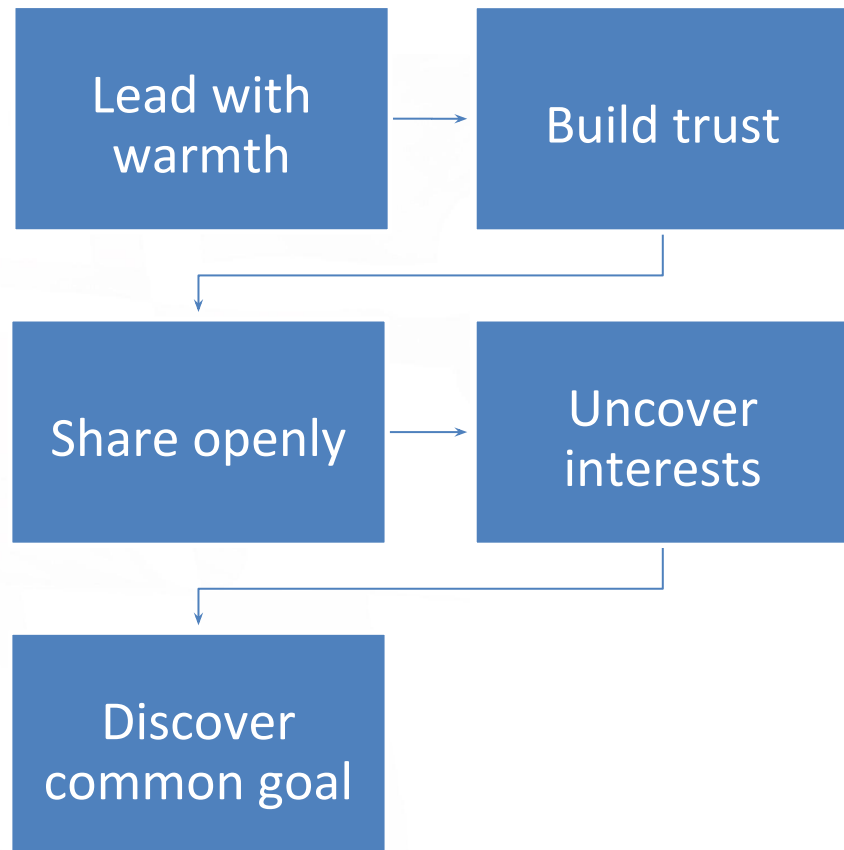 Lead with
warmth
Build trust
Share openly
Uncover
interests
Discover
common goal